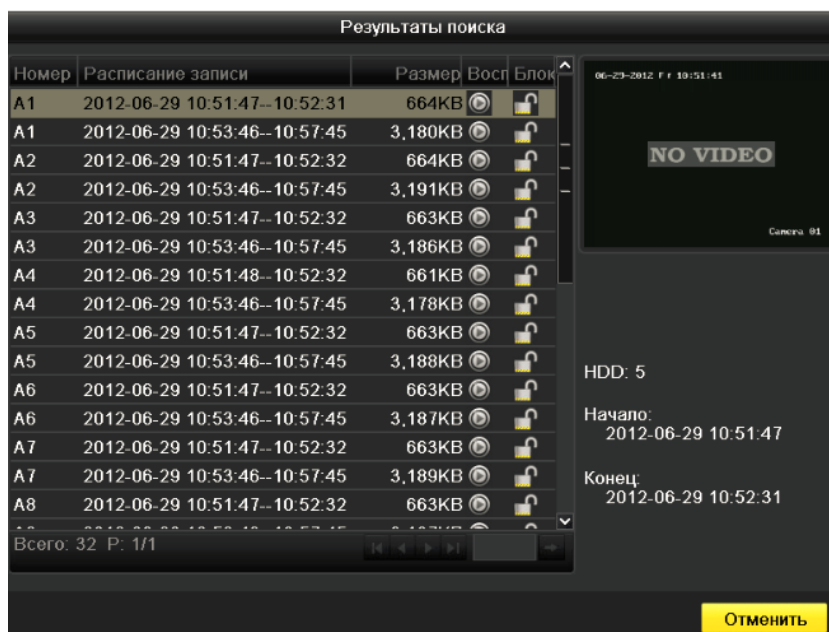 Результаты поиска
Номер Расписание записи Размер Восп Блок
A1 2012-06-29 10:51:47--10:52:31 664KB
A1 2012-06-29 10:53:46--10:57:45 3,180KB
A2 2012-06-29 10:51:47--10:52:32 664KB
A2 2012-06-29 10:53:46--10:57:45 3,191KB
A3 2012-06-29 10:51:47--10:52:32 663KB
A3 2012-06-29 10:53:46--10:57:45 3,186KB
A4 2012-06-29 10:51:48--10:52:32 661KB
A4 2012-06-29 10:53:46--10:57:45 3,178KB
A5 2012-06-29 10:51:47--10:52:32 663KB
A5 2012-06-29 10:53:46--10:57:45 3,188KB
A6 2012-06-29 10:51:47--10:52:32 663KB
A6 2012-06-29 10:53:46--10:57:45 3,187KB
A7 2012-06-29 10:51:47--10:52:32 663KB
A7 2012-06-29 10:53:46--10:57:45 3,189KB
A8 2012-06-29 10:51:47--10:52:32 663KB
Всего: 32 P: 1/1
06-29-2012 Fr 10:51:41
NO VIDEO
Camera 01
HDD: 5
Начало:
2012-06-29 10:51:47
Конец:
2012-06-29 10:52:31
Отменить